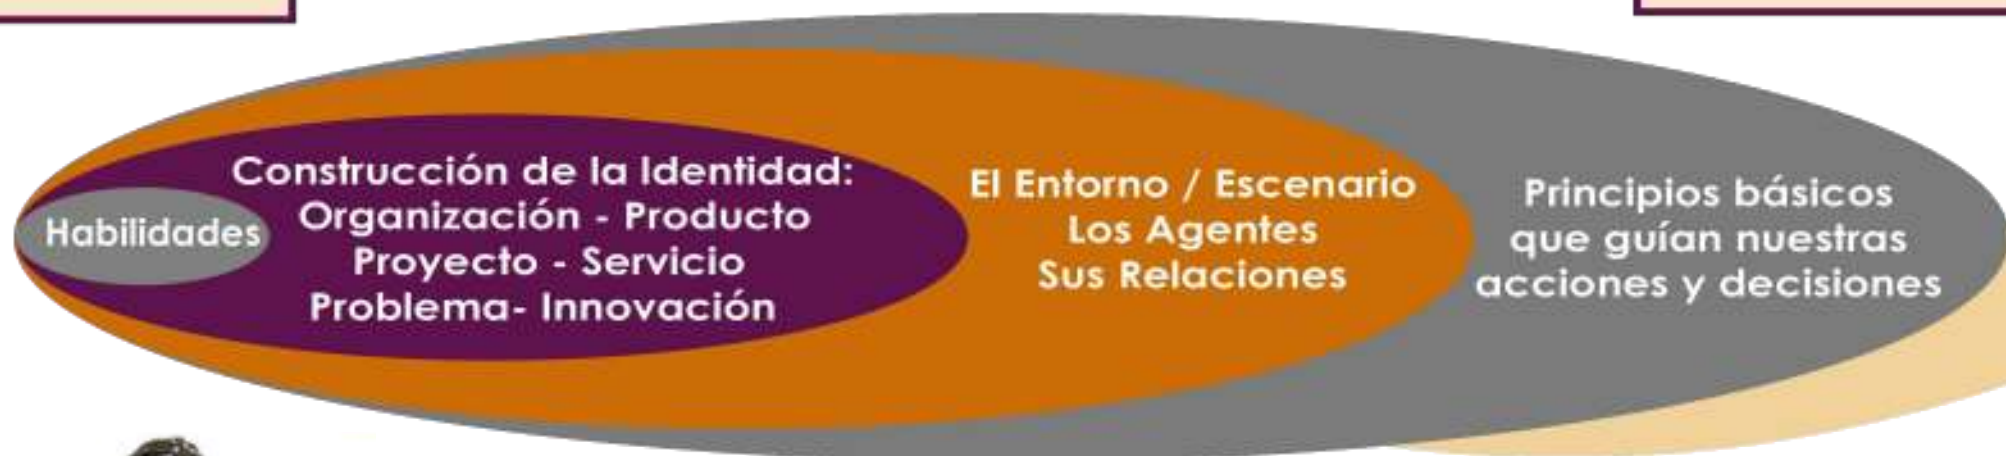 Habilidades
Construcción de la Identidad:
Organización - Producto
Proyecto - Servicio
Problema- Innovación
El Entorno / Escenario
Los Agentes
Sus Relaciones
Principios básicos
que guían nuestras
acciones y decisiones